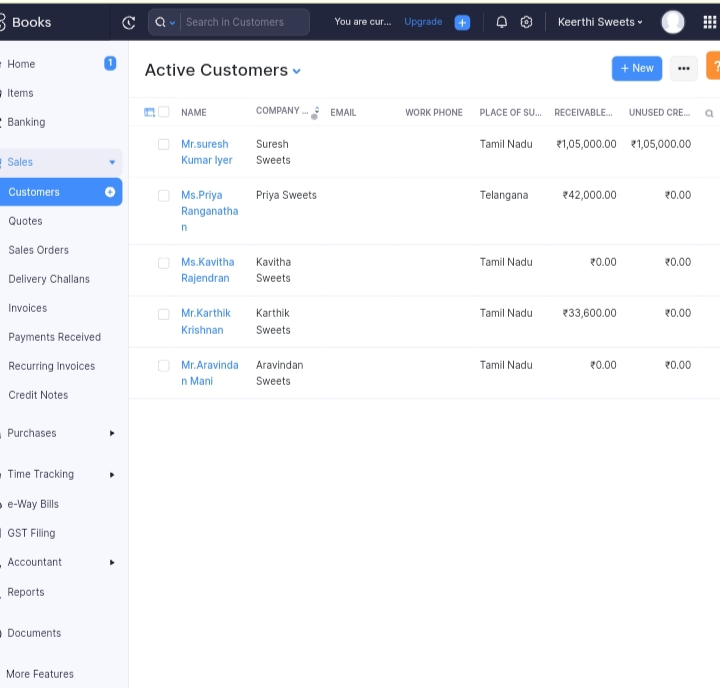 Books
Search in Customers
You are cur... Upgrade
Keerthi Sweets
Home 1
Items
Banking
Sales
Customers
Quotes
Sales Orders
Delivery Challans
Invoices
Payments Received
Recurring Invoices
Credit Notes
Purchases
Time Tracking
e-Way Bills
GST Filing
Accountant
Reports
Documents
More Features
Active Customers
+ New
?
NAME COMPANY ... EMAIL WORK PHONE PLACE OF SU... RECEIVABLE... UNUSED CRE...
Mr.suresh Suresh Tamil Nadu ₹1,05,000.00 ₹1,05,000.00
Kumar Iyer Sweets
Ms.Priya Priya Sweets Telangana ₹42,000.00 ₹0.00
Ranganatha
n
Ms.Kavitha Kavitha Tamil Nadu ₹0.00 ₹0.00
Rajendran Sweets
Mr.Karthik Karthik Tamil Nadu ₹33,600.00 ₹0.00
Krishnan Sweets
Mr.Aravinda Aravindan Tamil Nadu ₹0.00 ₹0.00
n Mani Sweets